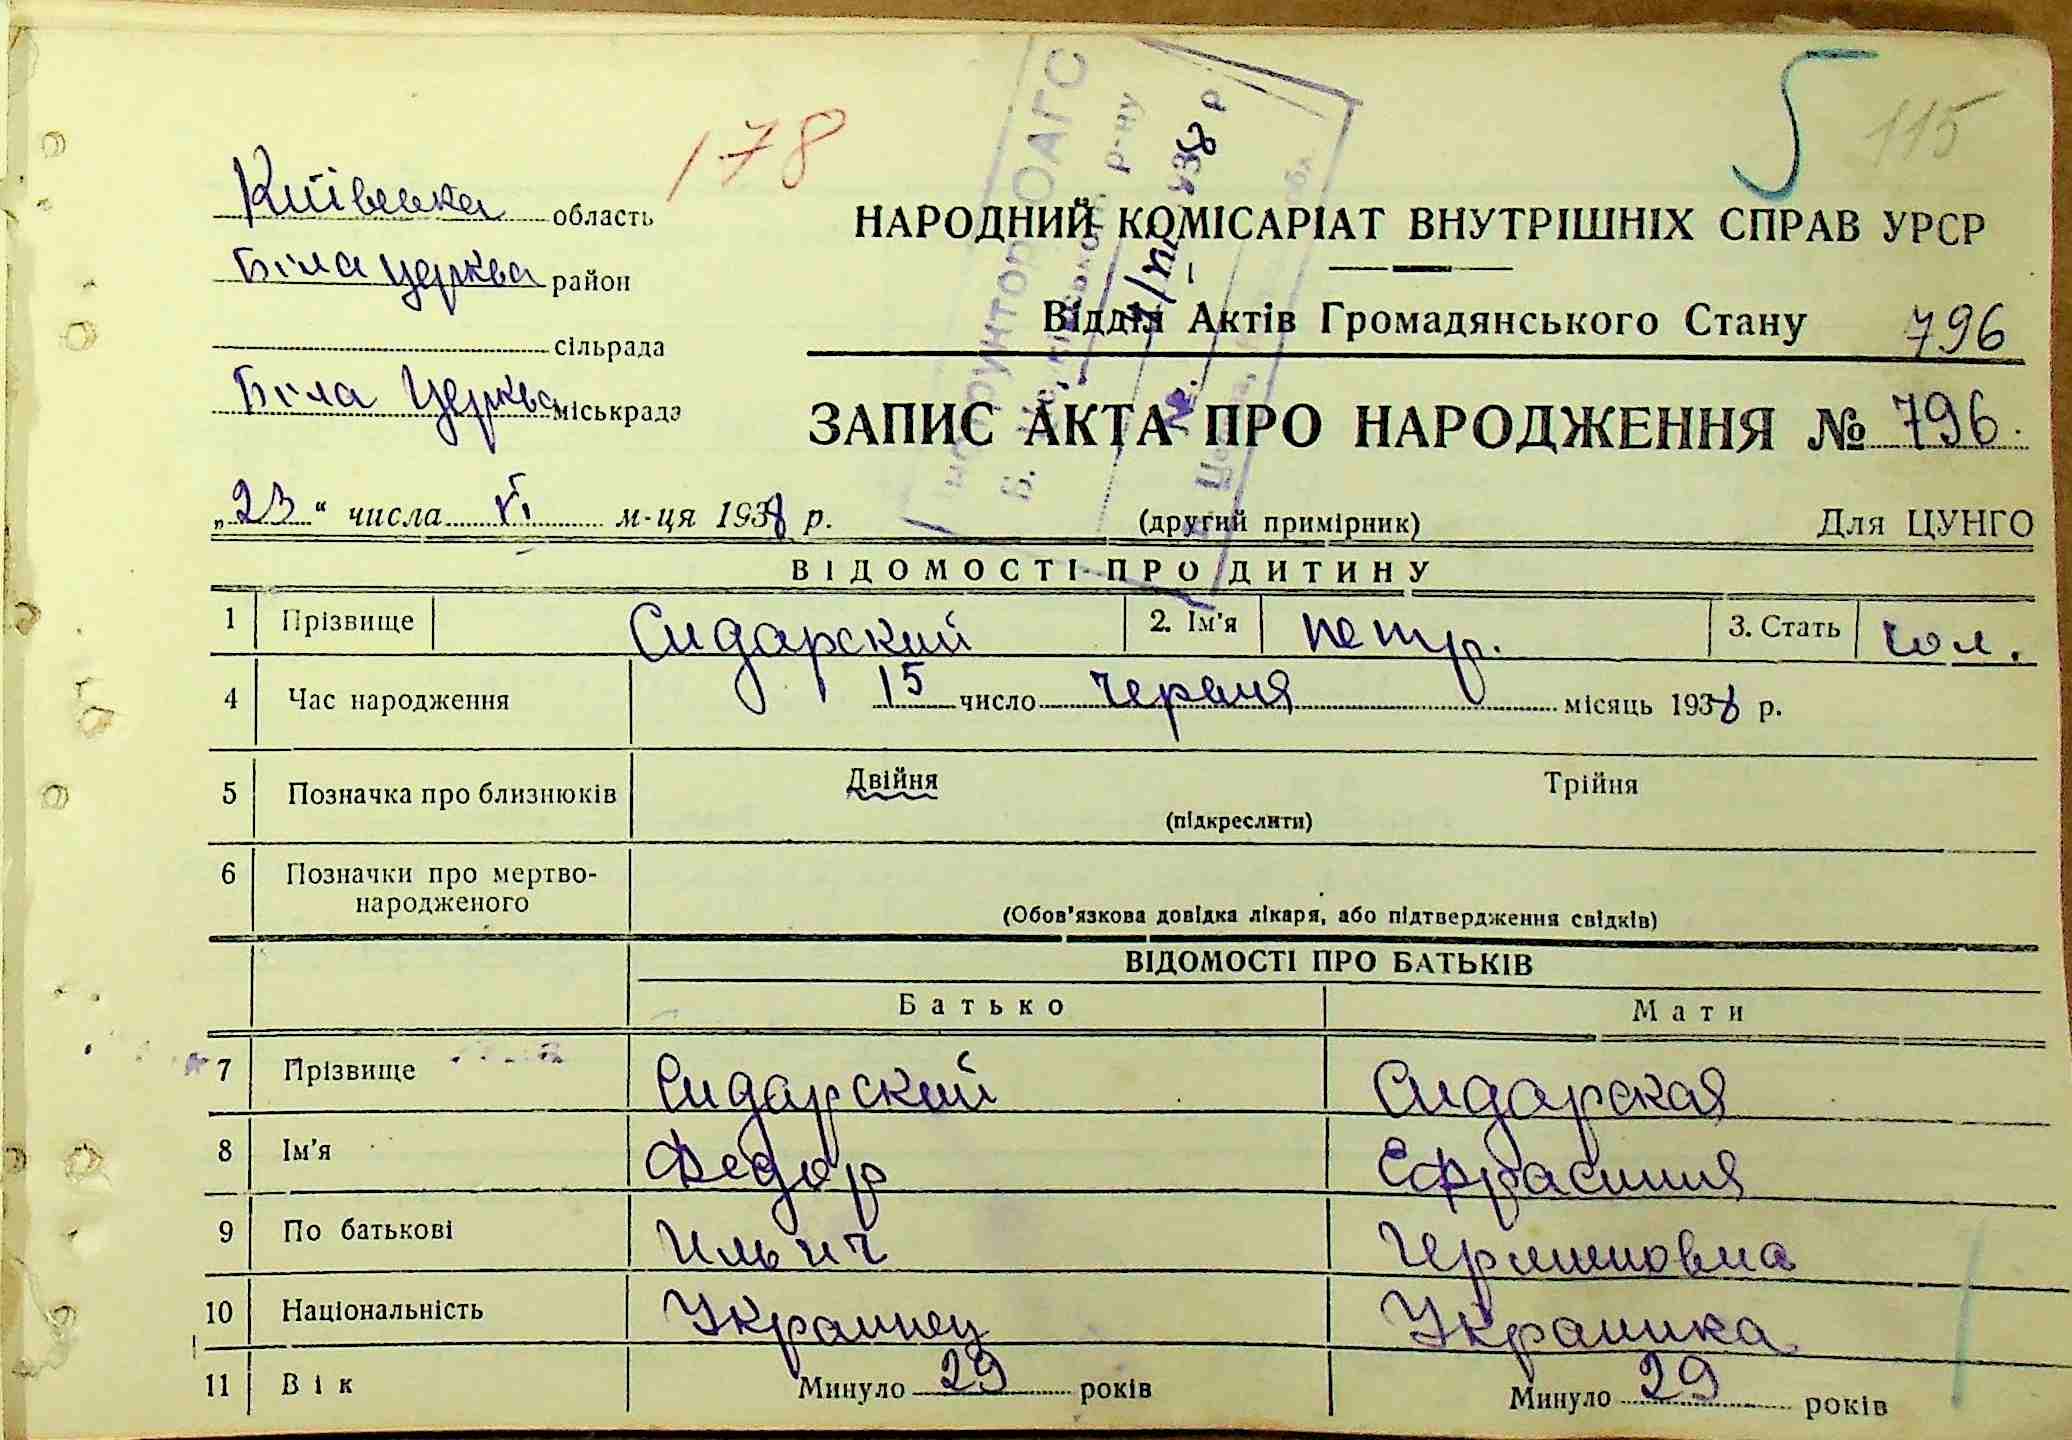 178
5
115
Київська область
Біла Церква район
сільрада
Біла Церква міськрада
НАРОДНИЙ КОМІСАРІАТ ВНУТРІШНІХ СПРАВ УРСР
Відділ Актів Громадянського Стану 796
ЗАПИС АКТА ПРО НАРОДЖЕННЯ № 796.
„23“ числа VI м-ця 1938 р.
(другий примірник)
Для ЦУНГО
ВІДОМОСТІ ПРО ДИТИНУ
1 Прізвище Сидарский 2. Ім'я Петр. 3. Стать чол.
4 Час народження 15 число червня місяць 1938 р.
5 Позначка про близнюків Двійня Трійня
(підкреслити)
6 Позначки про мертво-
народженого
(Обов'язкова довідка лікаря, або підтвердження свідків)
ВІДОМОСТІ ПРО БАТЬКІВ
Батько Мати
7 Прізвище Сидарский Сидарская
8 Ім'я Федор Ефрасиния
9 По батькові Ильич
10 Національність Украинец Украинка
11 Вік Минуло 29 років Минуло 29 років